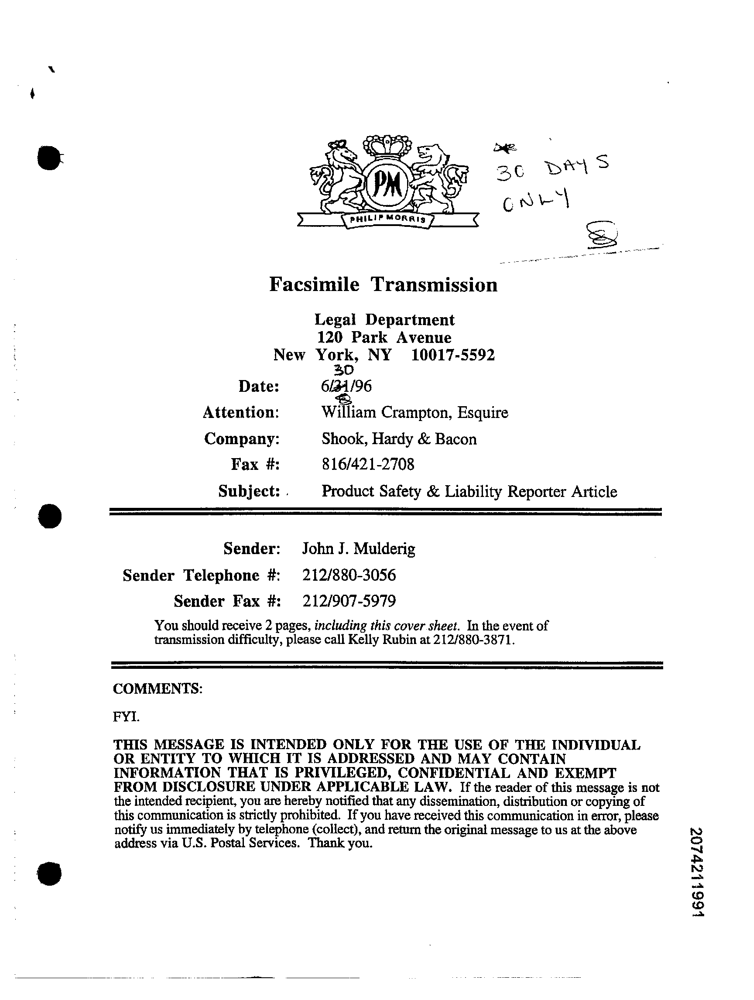 30 DAYS
ONLY
PM
PHILIP MORRIS
Facsimile Transmission
Legal Department
120 Park Avenue
New York, NY 10017-5592
30
Date: 6/31/96
Attention: William Crampton, Esquire
Company: Shook, Hardy & Bacon
Fax #: 816/421-2708
Subject: Product Safety & Liability Reporter Article
Sender: John J. Mulderig
Sender Telephone #: 212/880-3056
Sender Fax #: 212/907-5979
You should receive 2 pages, including this cover sheet. In the event of
transmission difficulty, please call Kelly Rubin at 212/880-3871.
COMMENTS:
FYI.
THIS MESSAGE IS INTENDED ONLY FOR THE USE OF THE INDIVIDUAL
OR ENTITY TO WHICH IT IS ADDRESSED AND MAY CONTAIN
INFORMATION THAT IS PRIVILEGED, CONFIDENTIAL AND EXEMPT
FROM DISCLOSURE UNDER APPLICABLE LAW. If the reader of this message is not
the intended recipient, you are hereby notified that any dissemination, distribution or copying of
this communication is strictly prohibited. If you have received this communication in error, please
notify us immediately by telephone (collect), and return the original message to us at the above
address via U.S. Postal Services. Thank you.
2074211991